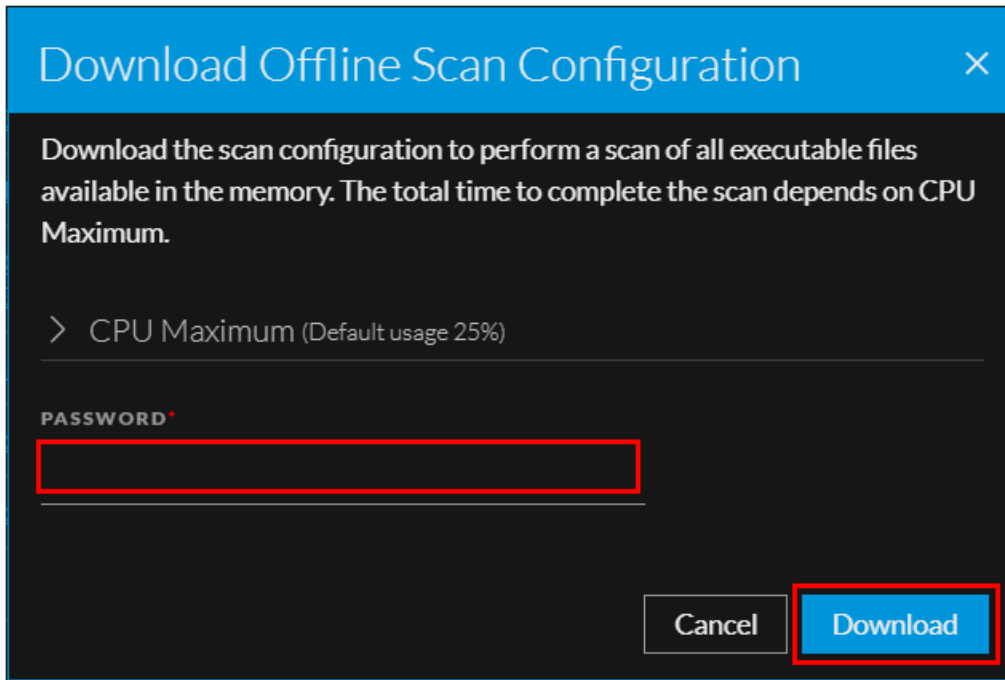 Download Offline Scan Configuration
Download the scan configuration to perform a scan of all executable files
available in the memory. The total time to complete the scan depends on CPU
Maximum.
CPU Maximum (Default usage 25%)
PASSWORD*
Cancel
Download